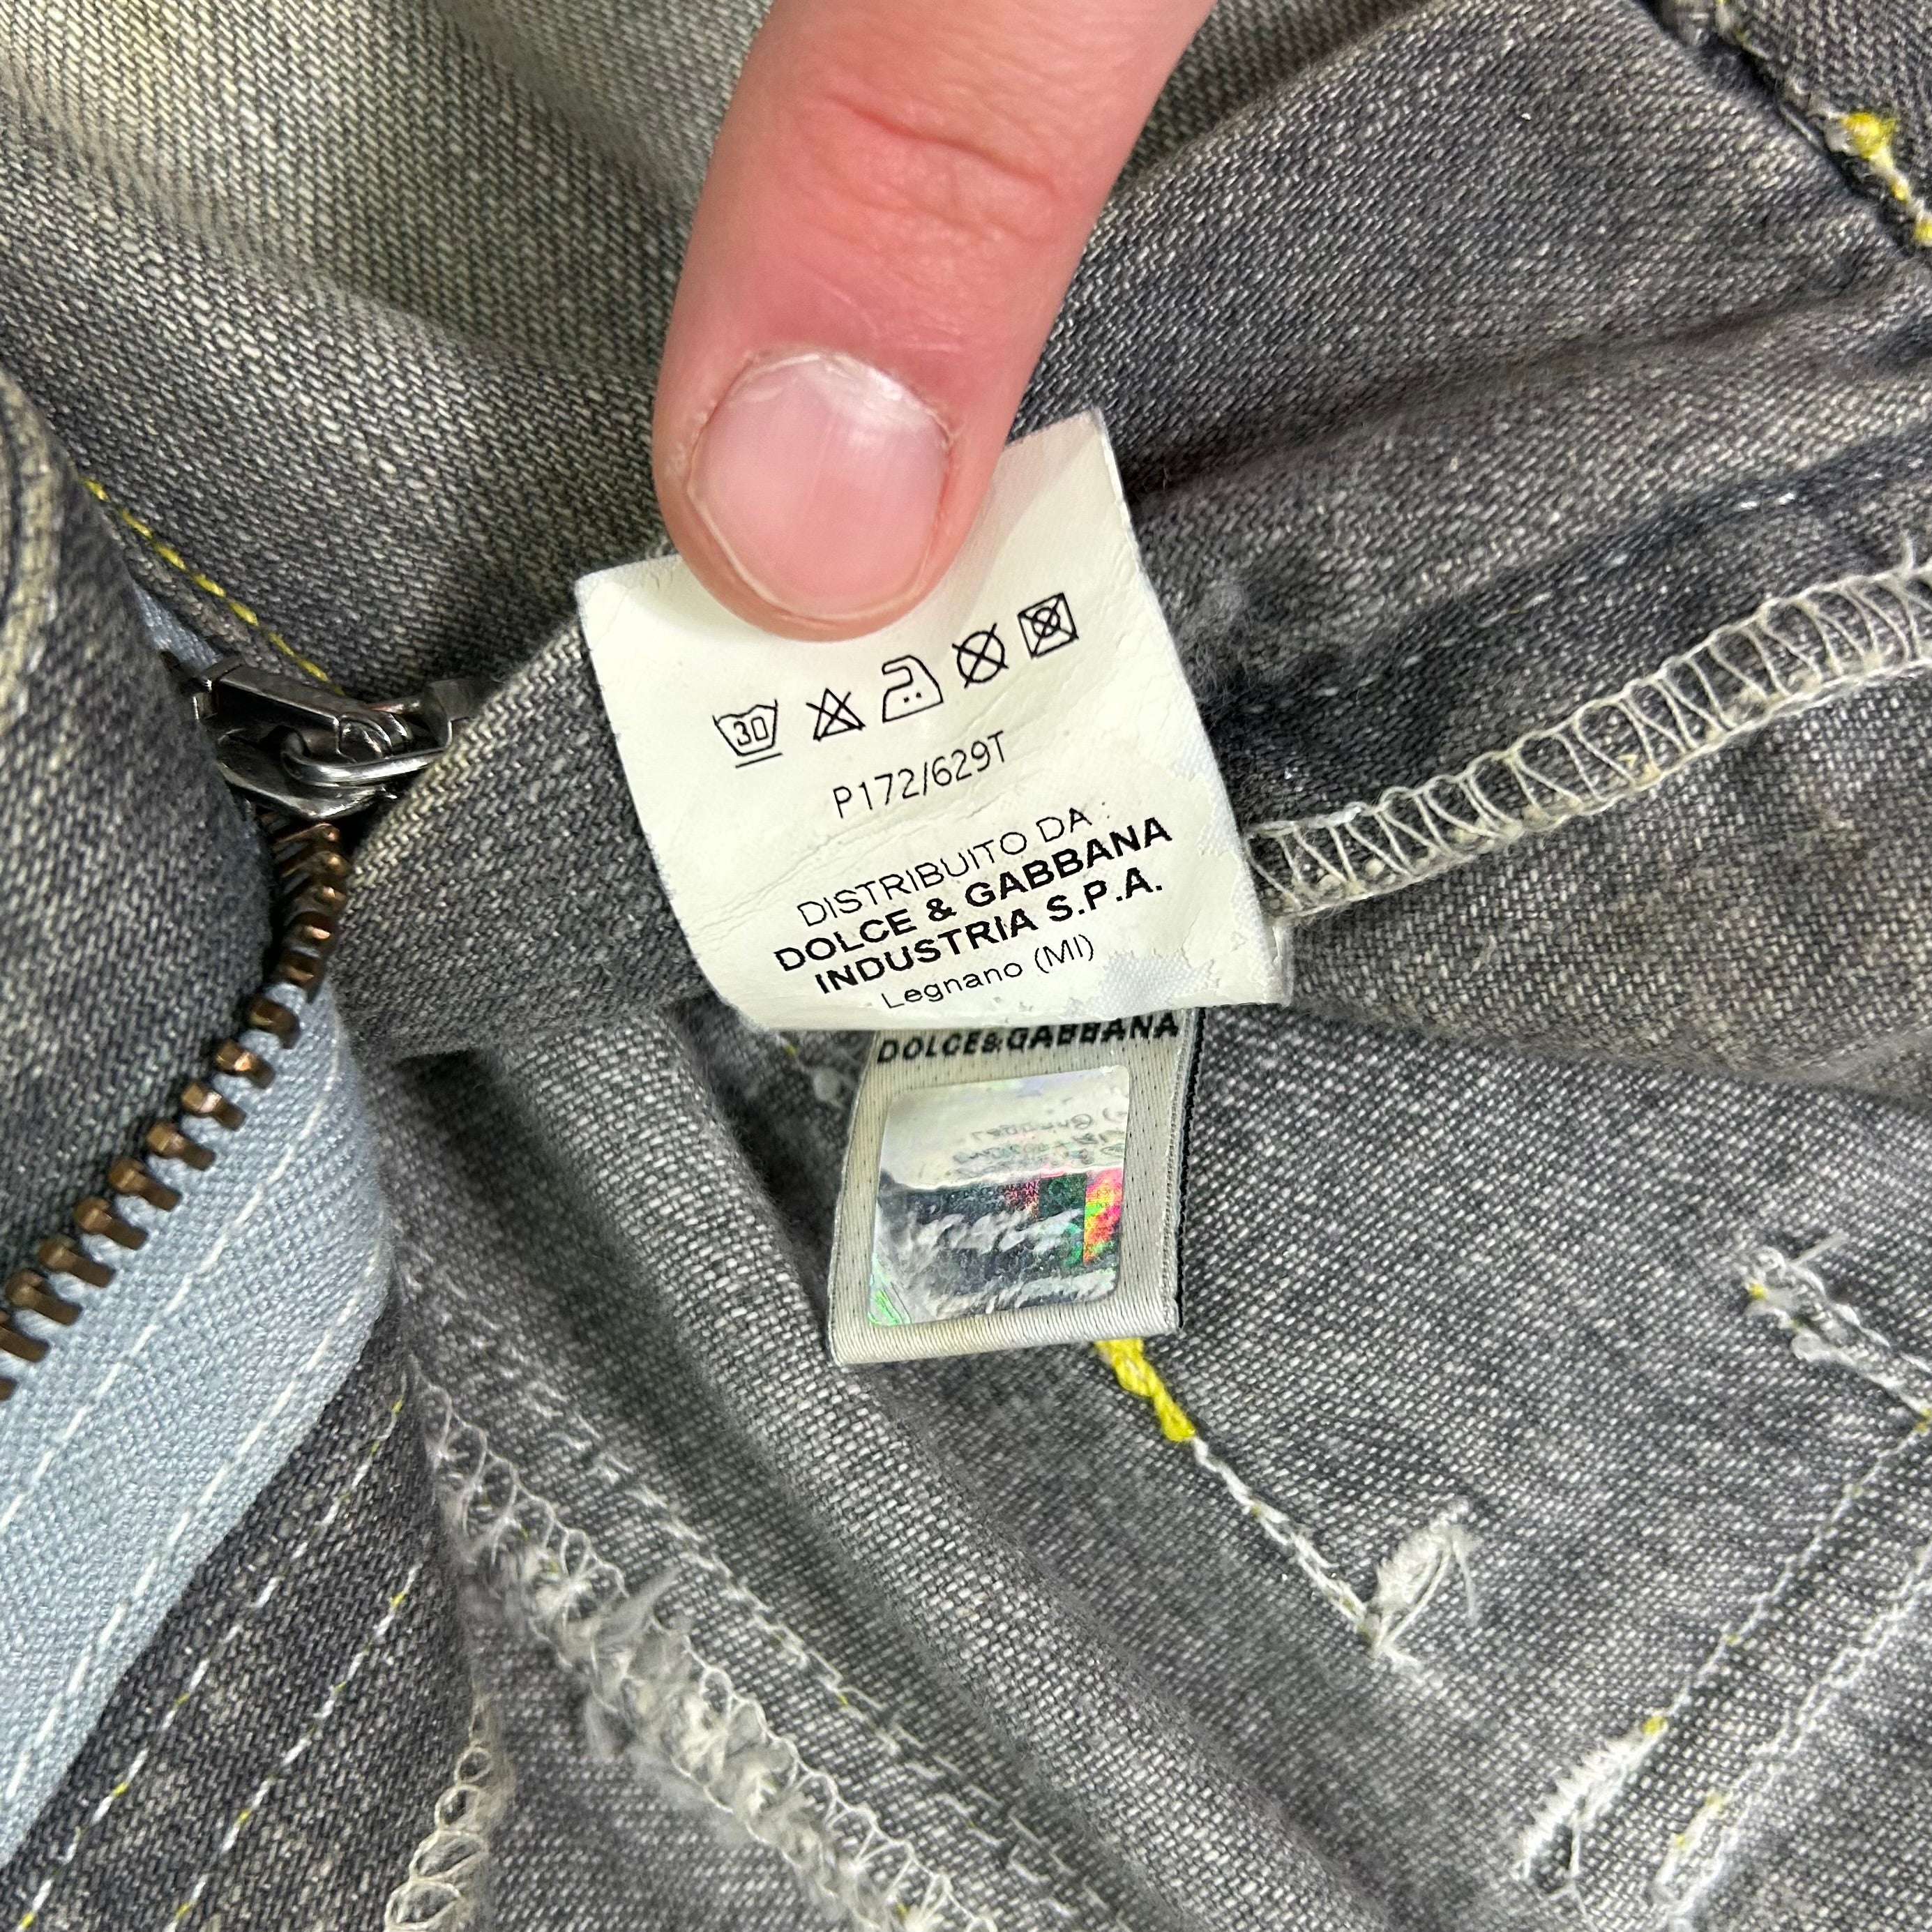 30
P172/629T
DISTRIBUITO DA
DOLCE & GABBANA
INDUSTRIA S.P.A.
Legnano (MI)
DOLCE&GABBANA